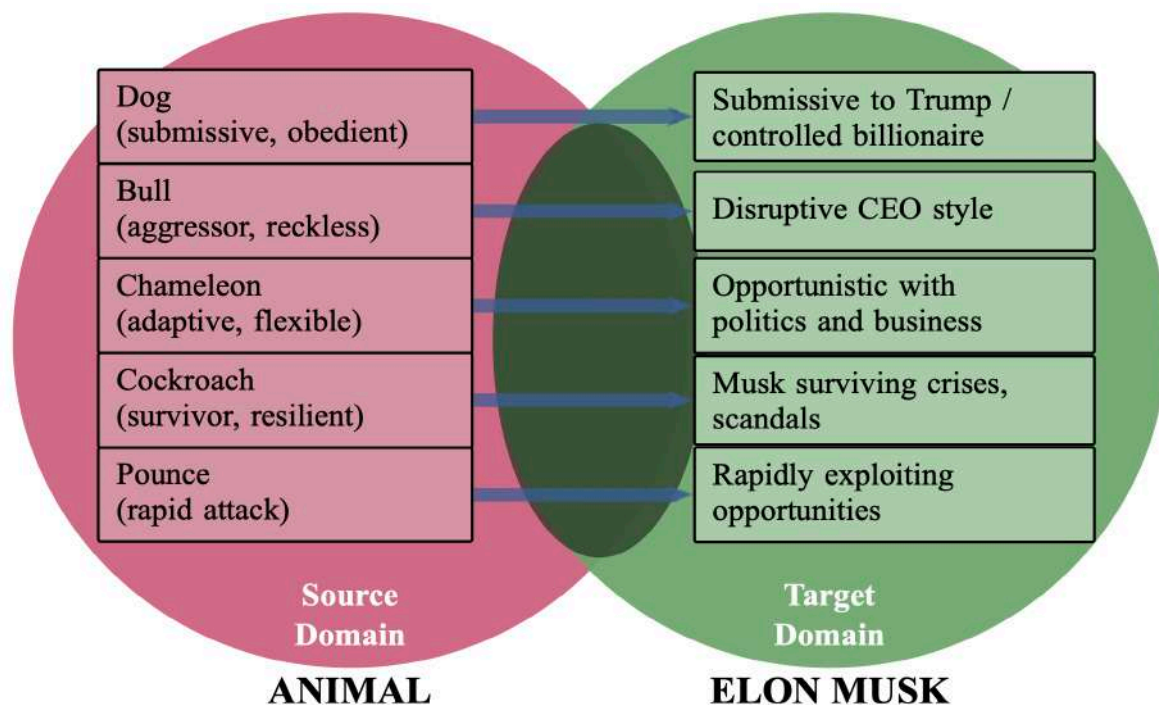 Dog
(submissive, obedient)
Submissive to Trump /
controlled billionaire
Bull
(aggressor, reckless)
Disruptive CEO style
Chameleon
(adaptive, flexible)
Opportunistic with
politics and business
Cockroach
(survivor, resilient)
Musk surviving crises,
scandals
Pounce
(rapid attack)
Rapidly exploiting
opportunities
Source
Domain
Target
Domain
ANIMAL
ELON MUSK